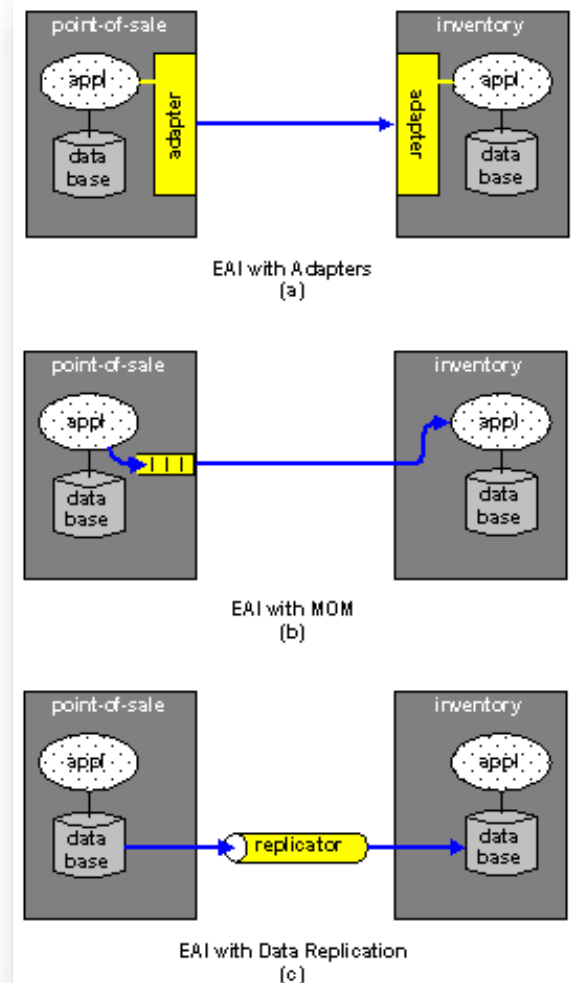 point-of-sale
inventory
appl
adapter
adapter
appl
data
base
data
base
EAI with Adapters
(a)
point-of-sale
inventory
appl
appl
data
base
data
base
EAI with MOM
(b)
point-of-sale
inventory
appl
appl
data
base
replicator
data
base
EAI with Data Replication
(c)